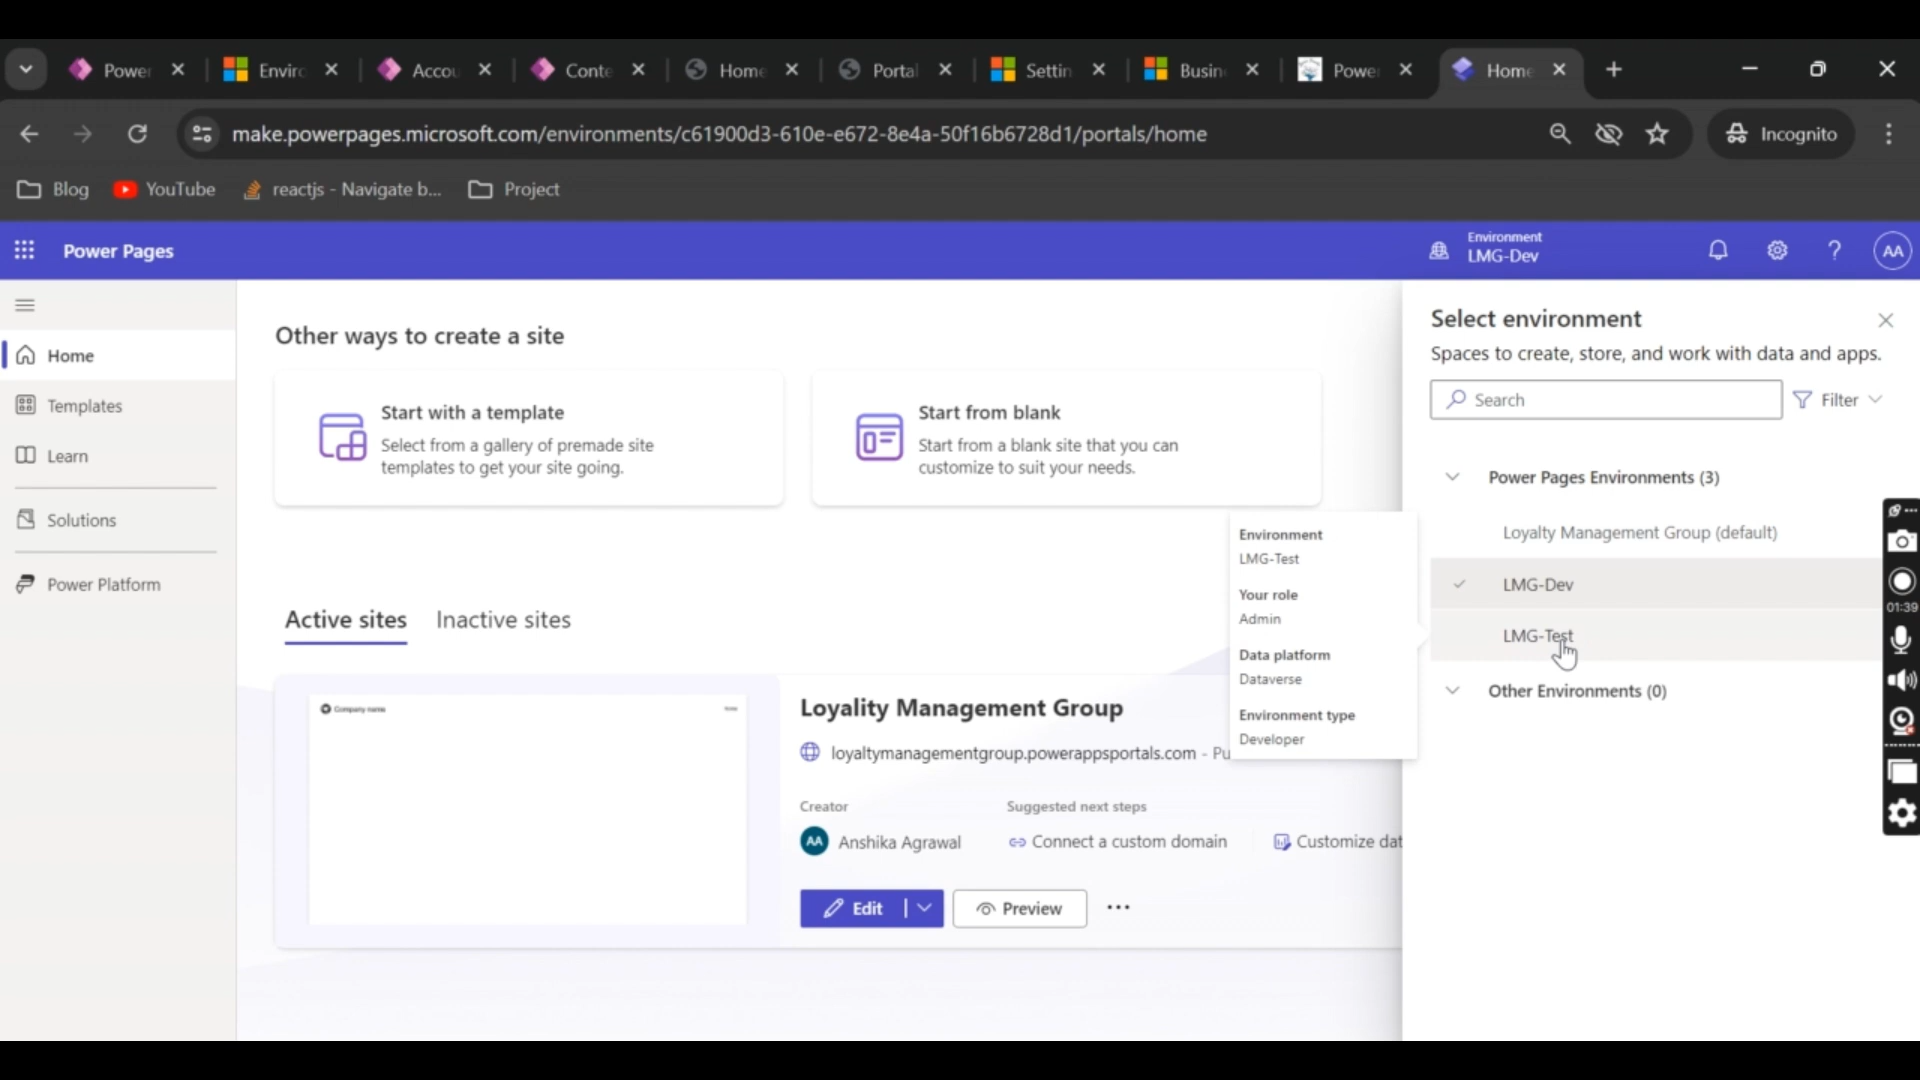 Power
Enviro
Accou
Conte
Home
Portal
Settin
Busin
Power
Home
make.powerpages.microsoft.com/environments/c61900d3-610e-e672-8e4a-50f16b6728d1/portals/home
Incognito
Blog
YouTube
reactjs - Navigate b...
Project
Power Pages
Environment
LMG-Dev
AA
Home
Templates
Learn
Solutions
Power Platform
Other ways to create a site
Start with a template
Select from a gallery of premade site
templates to get your site going.
Start from blank
Start from a blank site that you can
customize to suit your needs.
Active sites
Inactive sites
Company name
Loyality Management Group
loyaltymanagementgroup.powerappsportals.com - Pu
Creator
AA
Anshika Agrawal
Suggested next steps
Connect a custom domain
Customize dat
Edit
Preview
Environment
LMG-Test
Your role
Admin
Data platform
Dataverse
Environment type
Developer
Select environment
Spaces to create, store, and work with data and apps.
Search
Filter
Power Pages Environments (3)
Loyalty Management Group (default)
LMG-Dev
LMG-Test
Other Environments (0)
01:39